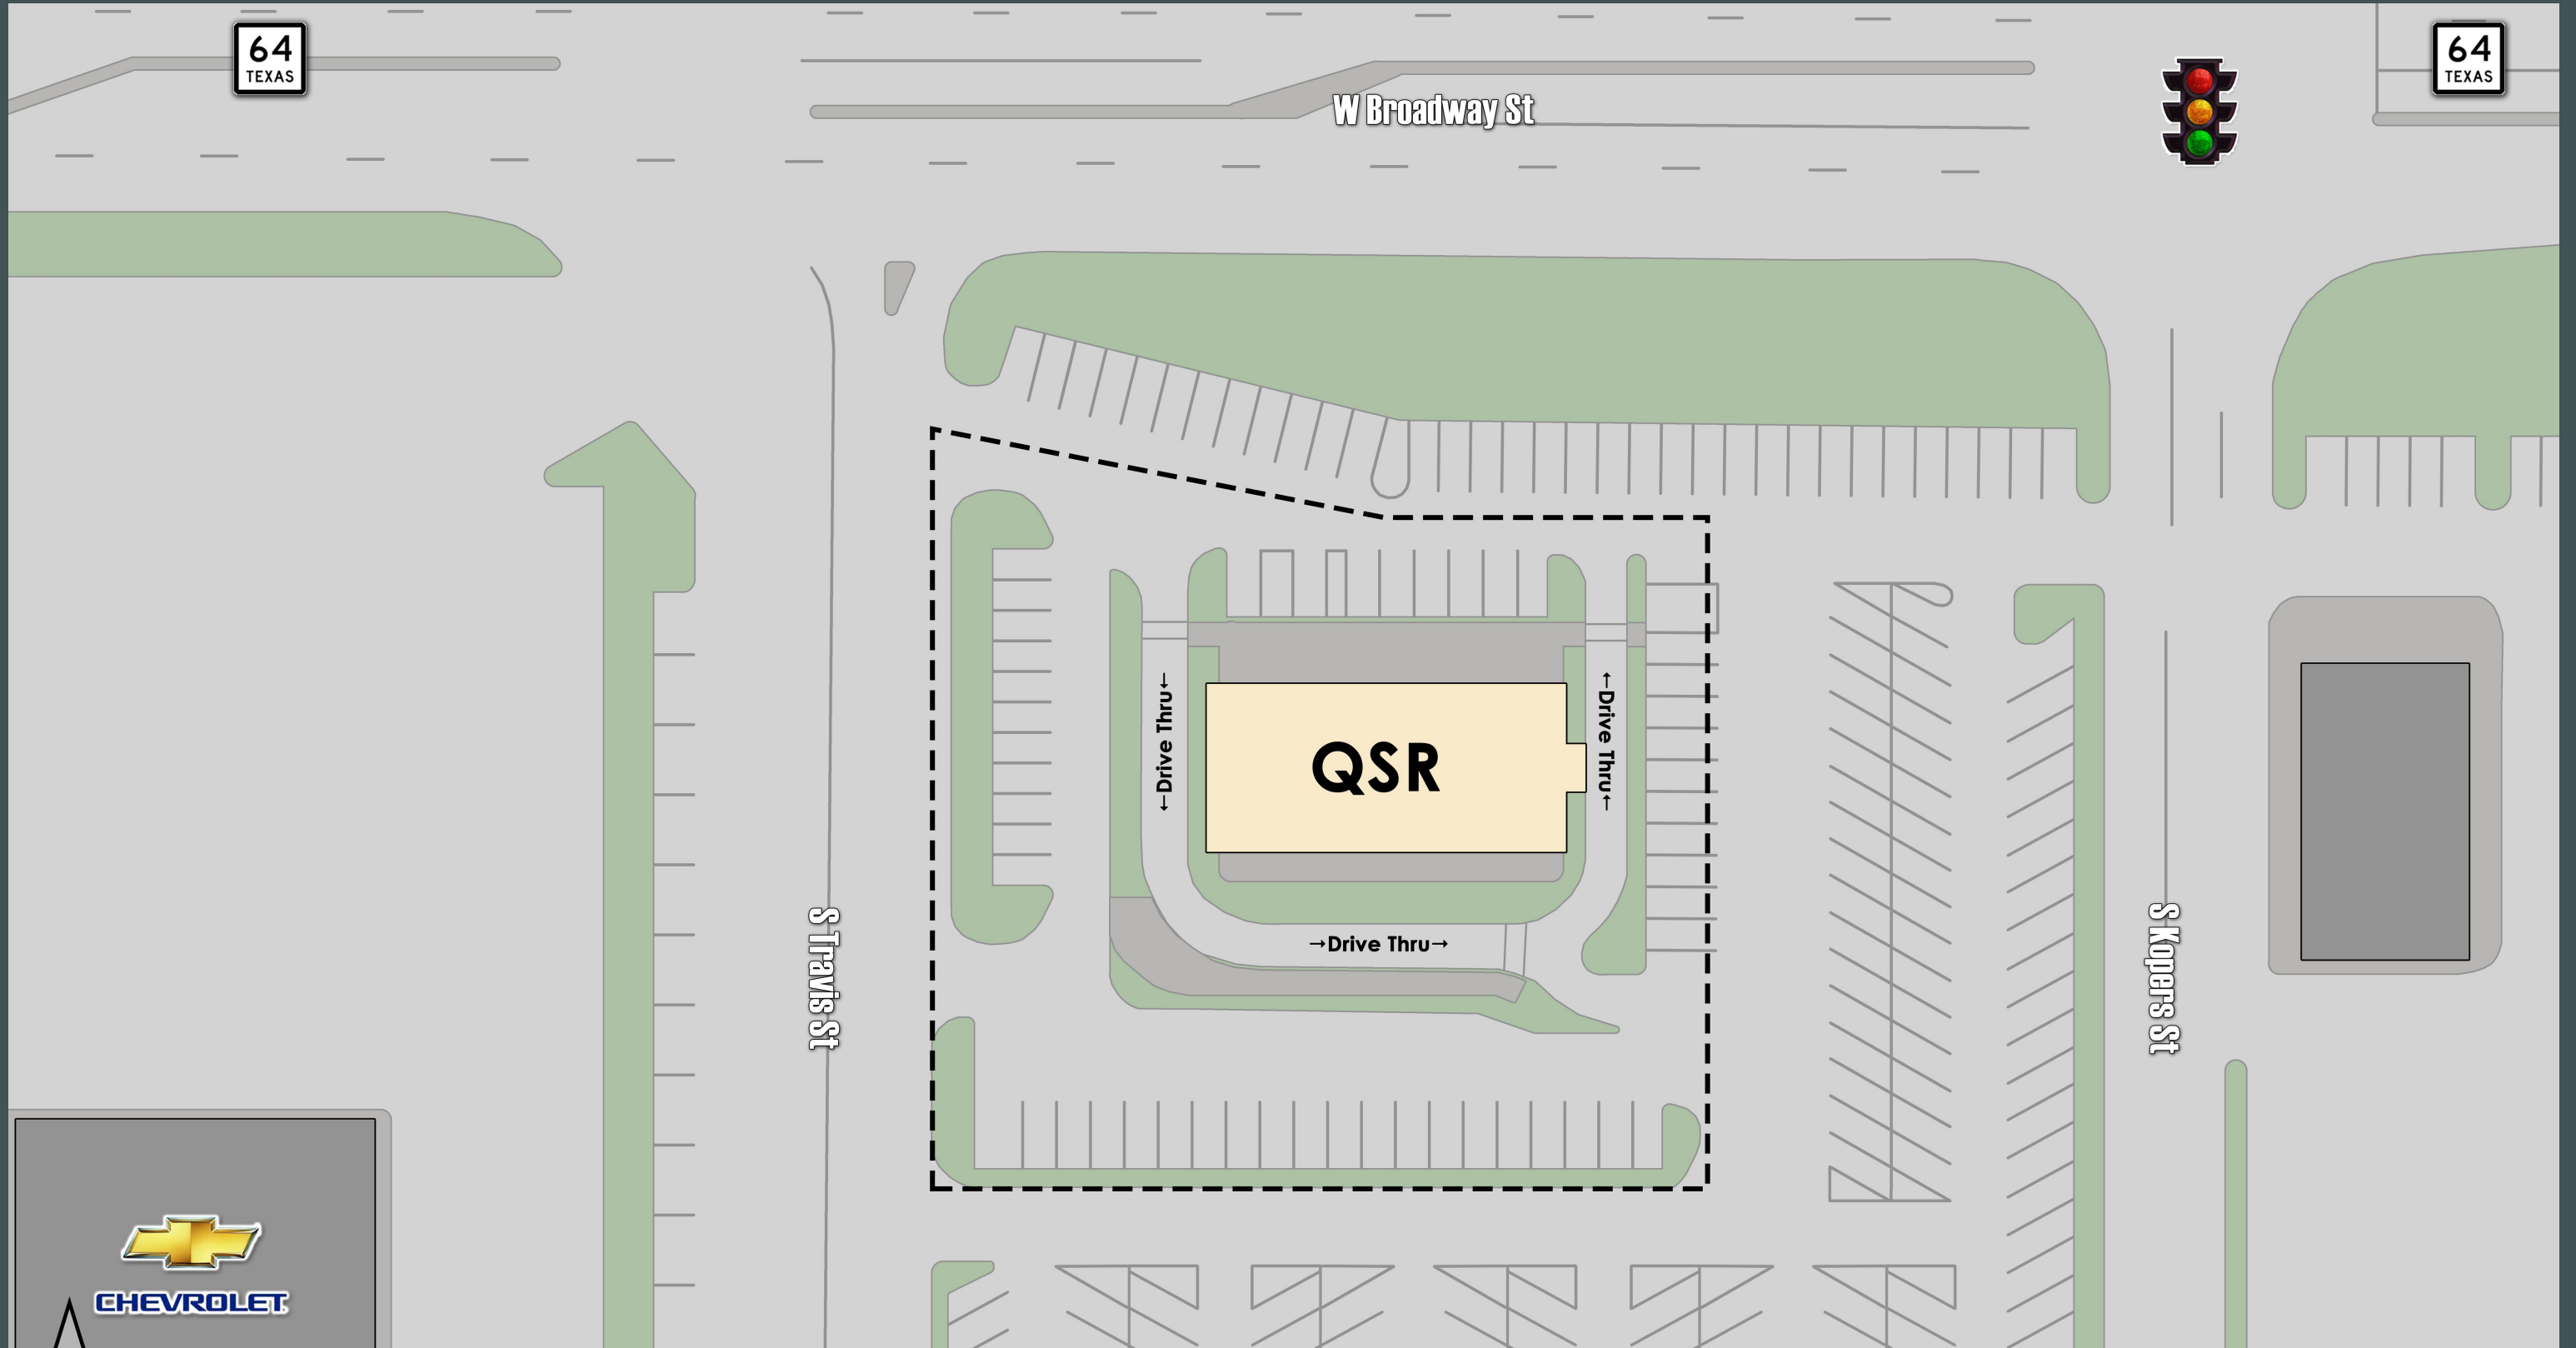 64
TEXAS
64
TEXAS
W Broadway St
←Drive Thru→
QSR
←Drive Thru→
→Drive Thru→
S Travis St
S Kopers St
CHEVROLET